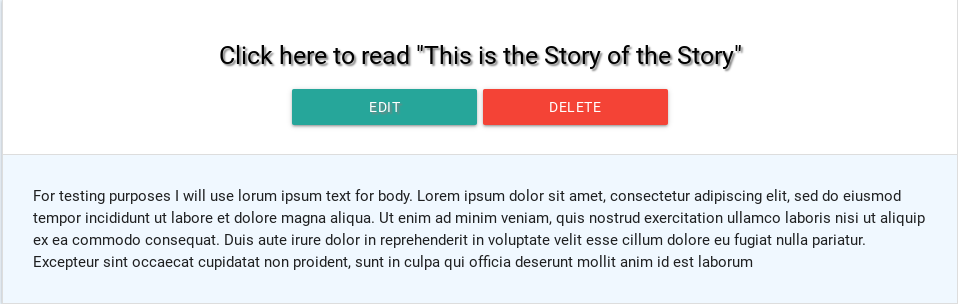 Click here to read "This is the Story of the Story"
EDIT
DELETE
For testing purposes I will use lorum ipsum text for body. Lorem ipsum dolor sit amet, consectetur adipiscing elit, sed do eiusmod
tempor incididunt ut labore et dolore magna aliqua. Ut enim ad minim veniam, quis nostrud exercitation ullamco laboris nisi ut aliquip
ex ea commodo consequat. Duis aute irure dolor in reprehenderit in voluptate velit esse cillum dolore eu fugiat nulla pariatur.
Excepteur sint occaecat cupidatat non proident, sunt in culpa qui officia deserunt mollit anim id est laborum